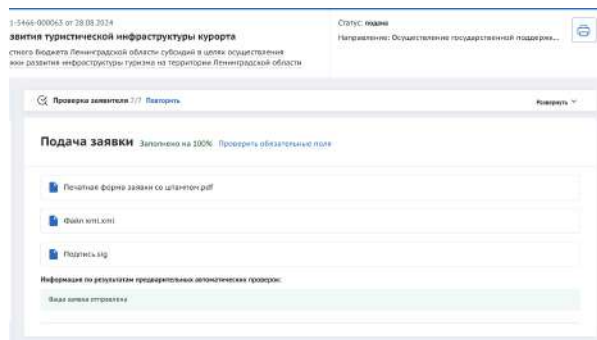 1-5466-000063 от 28.08.2024
звития туристической инфраструктуры курорта
стного бюджета Ленинградской области субсидий в целях осуществления
жки развития инфраструктуры туризма на территории Ленинградской области
Статус: подана
Направление: Осуществление государственной поддержк...
Проверка заявителя 7/7 Повторить
Развернуть
Подача заявки Заполнено на 100% Проверить обязательные поля
Печатная форма заявки со штампом.pdf
Файл xml.xml
Подпись.sig
Информация по результатам предварительных автоматических проверок:
Ваша заявка отправлена